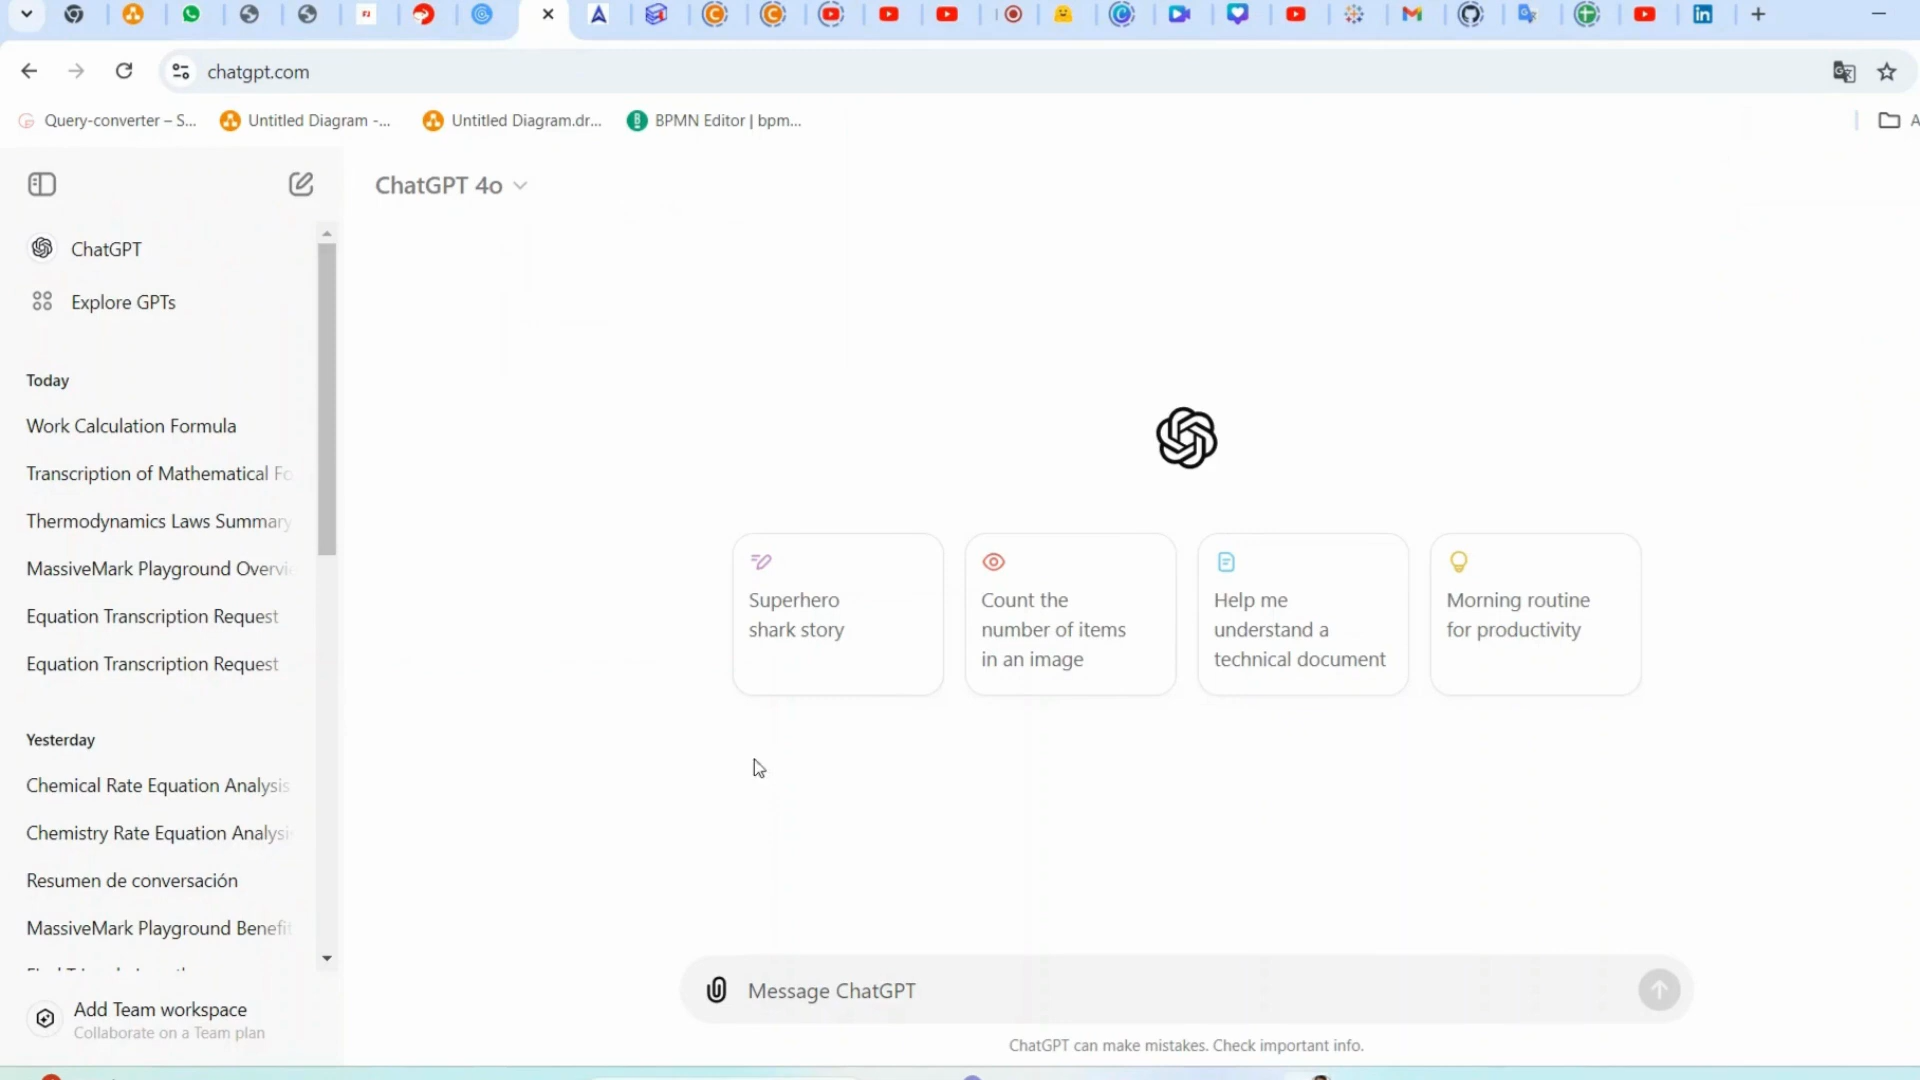 chatgpt.com
Query-converter – S...
Untitled Diagram -...
Untitled Diagram.dr...
BPMN Editor | bpm...
A
ChatGPT 4o
ChatGPT
Explore GPTs
Today
Work Calculation Formula
Transcription of Mathematical Fo
Thermodynamics Laws Summary
MassiveMark Playground Overvi
Equation Transcription Request
Equation Transcription Request
Yesterday
Chemical Rate Equation Analysis
Chemistry Rate Equation Analysi
Resumen de conversación
MassiveMark Playground Benefit
Add Team workspace
Collaborate on a Team plan
Superhero
shark story
Count the
number of items
in an image
Help me
understand a
technical document
Morning routine
for productivity
Message ChatGPT
ChatGPT can make mistakes. Check important info.